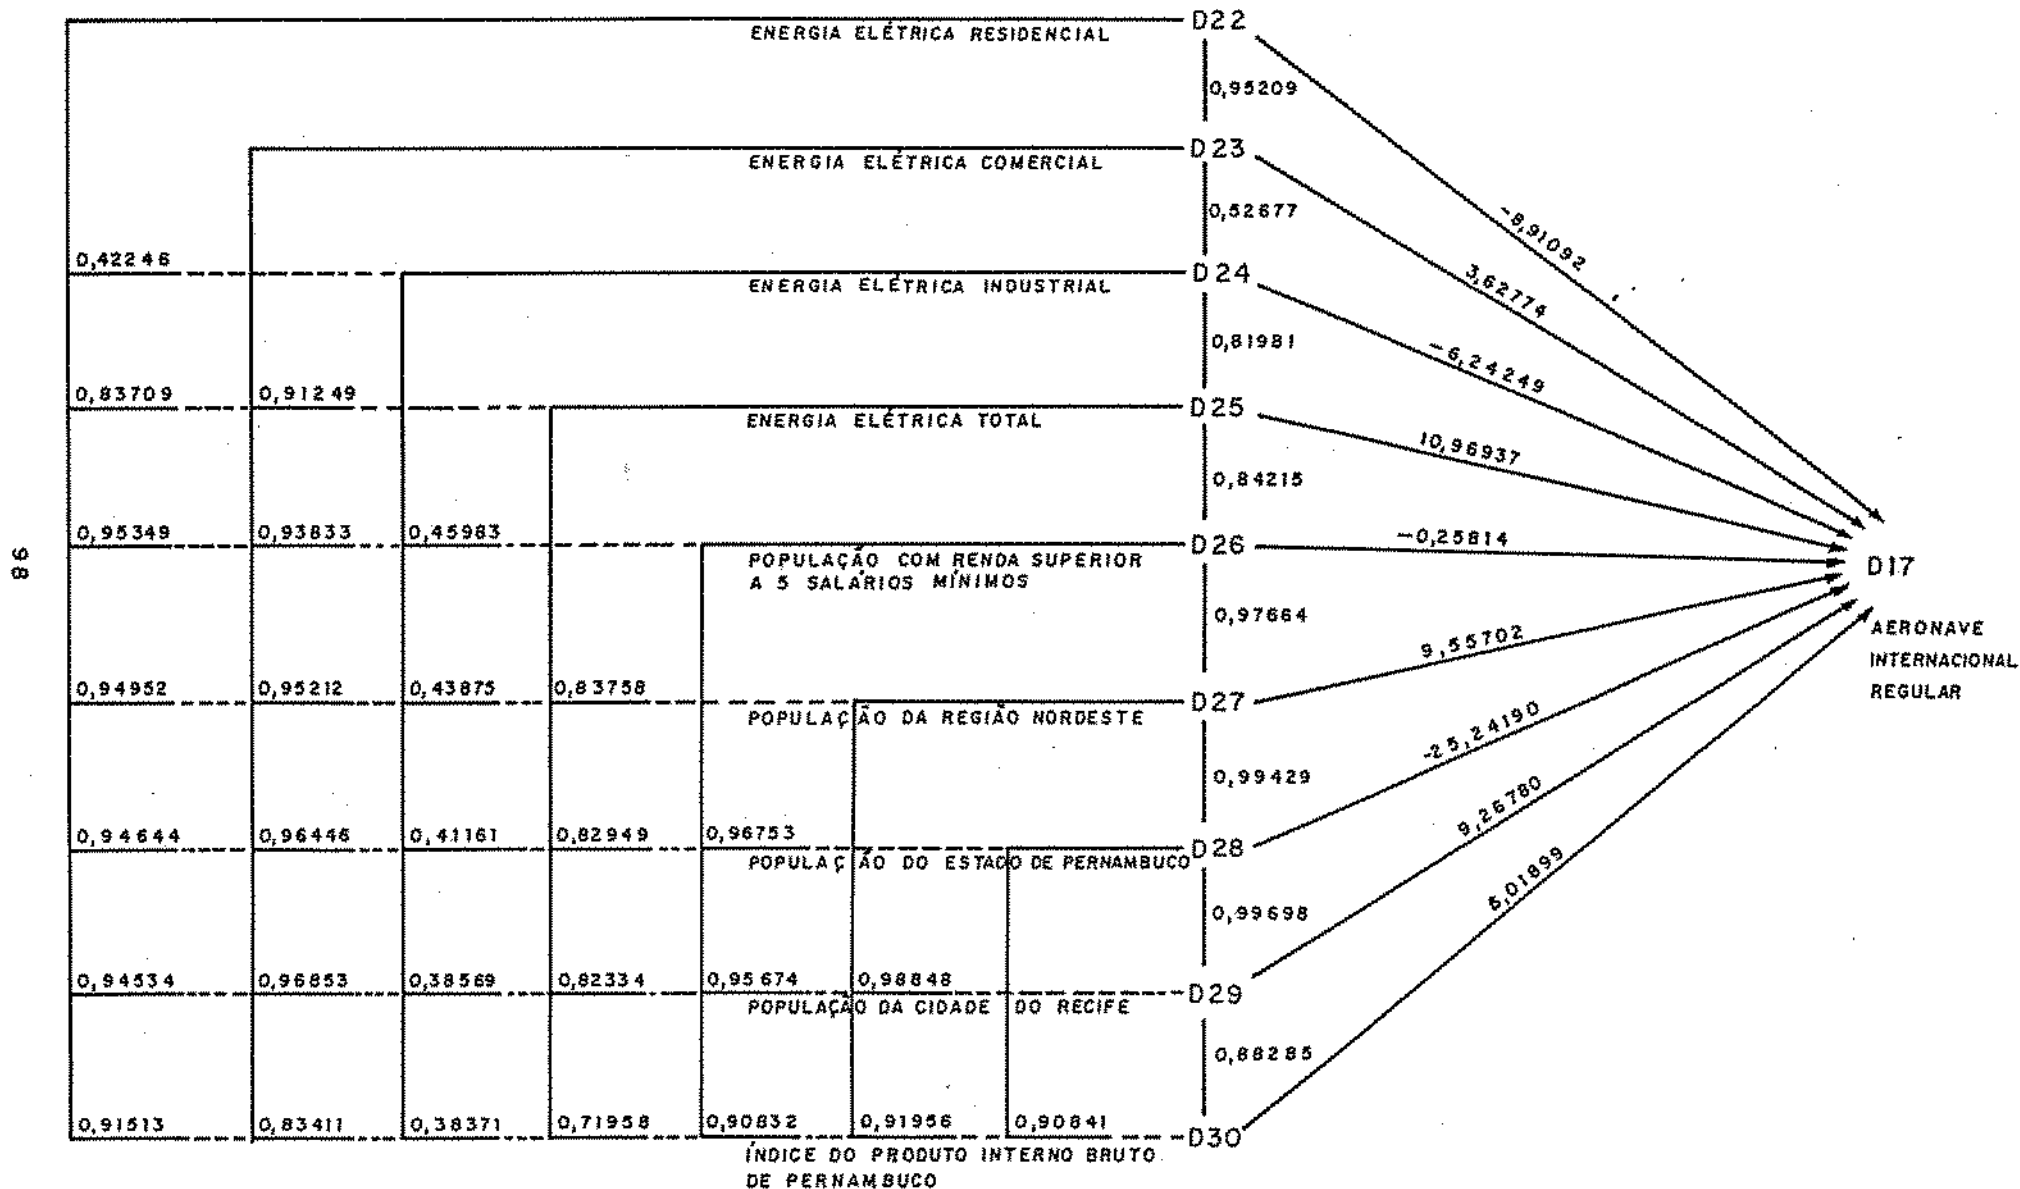 D22
ENERGIA ELÉTRICA RESIDENCIAL
0,95209
D23
ENERGIA ELÉTRICA COMERCIAL
0,52677
-8,91092
0,42246
D24
3,62774
ENERGIA ELÉTRICA INDUSTRIAL
0,81981
-6,24249
0,83709 0,91249
D25
ENERGIA ELÉTRICA TOTAL
10,96937
0,84215
0,95349 0,93833 0,45983
D26
-0,25814
POPULAÇÃO COM RENDA SUPERIOR
A 5 SALÁRIOS MÍNIMOS
D17
98
0,97664
9,55702
AERONAVE
INTERNACIONAL
REGULAR
0,94952 0,95212 0,43875 0,83758
D27
POPULAÇÃO DA REGIÃO NORDESTE
-25,24190
0,99429
0,94644 0,96446 0,41161 0,82949 0,96753
D28
POPULAÇÃO DO ESTADO DE PERNAMBUCO
9,26780
0,99698
0,94534 0,96853 0,38569 0,82334 0,95674 0,98848
D29
POPULAÇÃO DA CIDADE DO RECIFE
0,88285
0,91513 0,83411 0,38371 0,71958 0,90832 0,91956 0,90841
D30
ÍNDICE DO PRODUTO INTERNO BRUTO
DE PERNAMBUCO